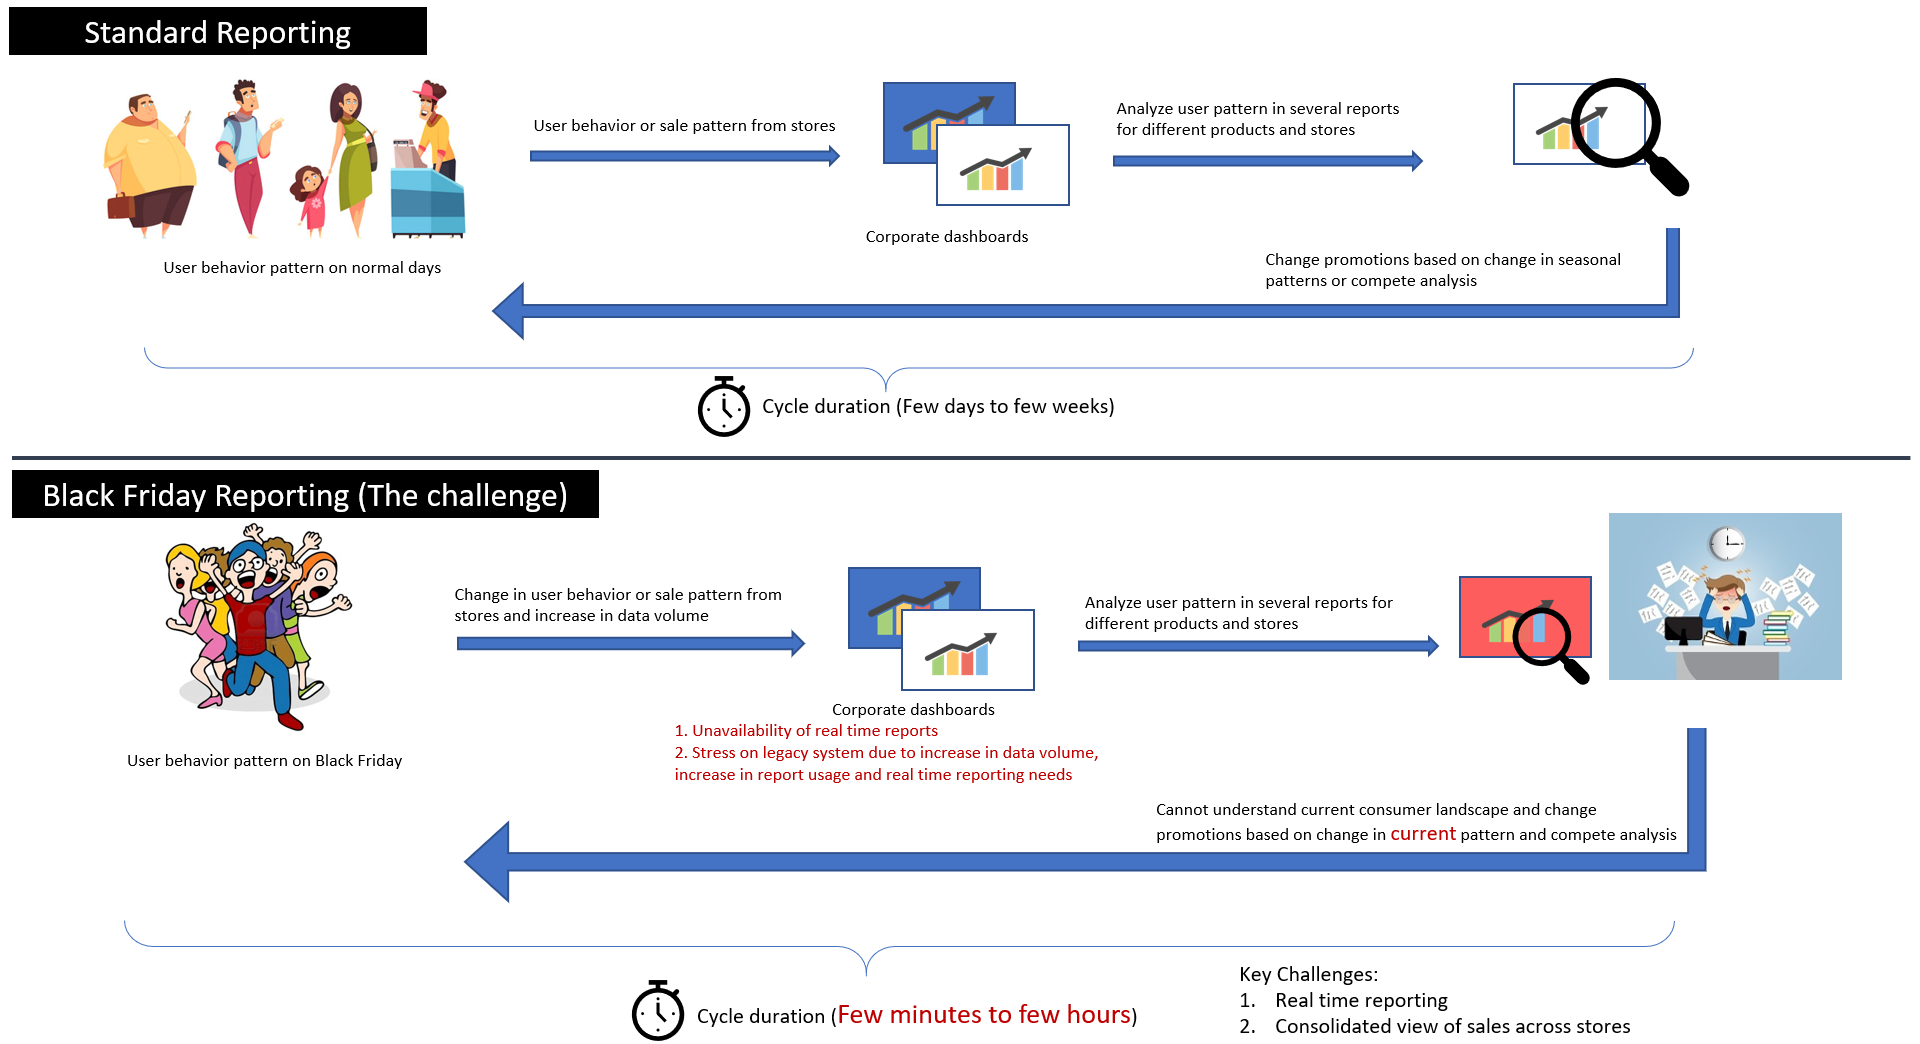 Standard Reporting
User behavior or sale pattern from stores
Analyze user pattern in several reports
for different products and stores
Corporate dashboards
User behavior pattern on normal days
Change promotions based on change in seasonal
patterns or compete analysis
Cycle duration (Few days to few weeks)
Black Friday Reporting (The challenge)
Change in user behavior or sale pattern from
stores and increase in data volume
Analyze user pattern in several reports for
different products and stores
Corporate dashboards
1. Unavailability of real time reports
2. Stress on legacy system due to increase in data volume,
increase in report usage and real time reporting needs
User behavior pattern on Black Friday
Cannot understand current consumer landscape and change
promotions based on change in current pattern and compete analysis
Cycle duration (Few minutes to few hours)
Key Challenges:
1. Real time reporting
2. Consolidated view of sales across stores